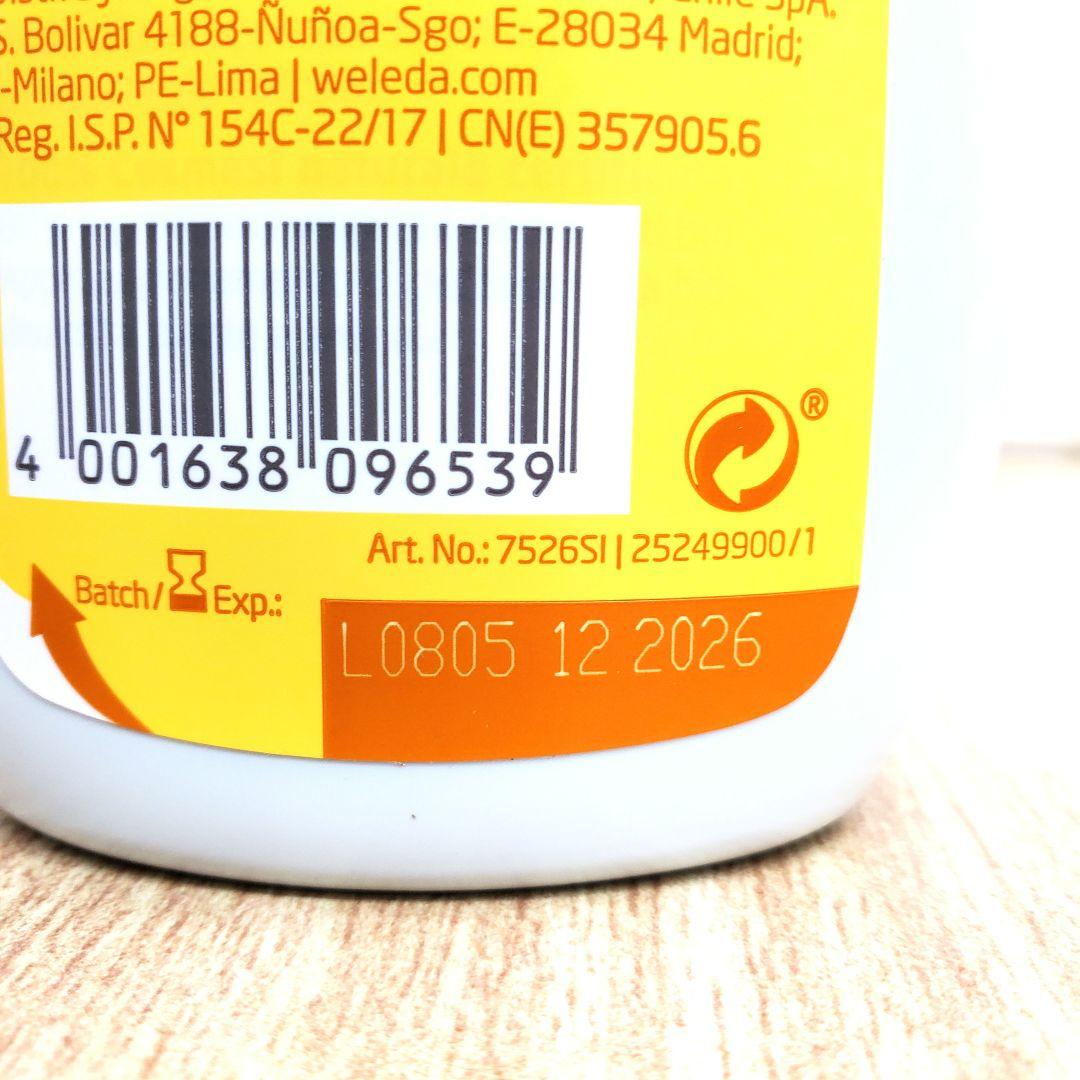 S. Bolivar 4188-Ñuñoa-Sgo; E-28034 Madrid;
-Milano; PE-Lima | weleda.com
Reg. I.S.P. N° 154C-22/17 | CN(E) 357905.6
4 001638 096539
®
Art. No.: 7526SI | 25249900/1
Batch/ Exp.:
L0805 12 2026